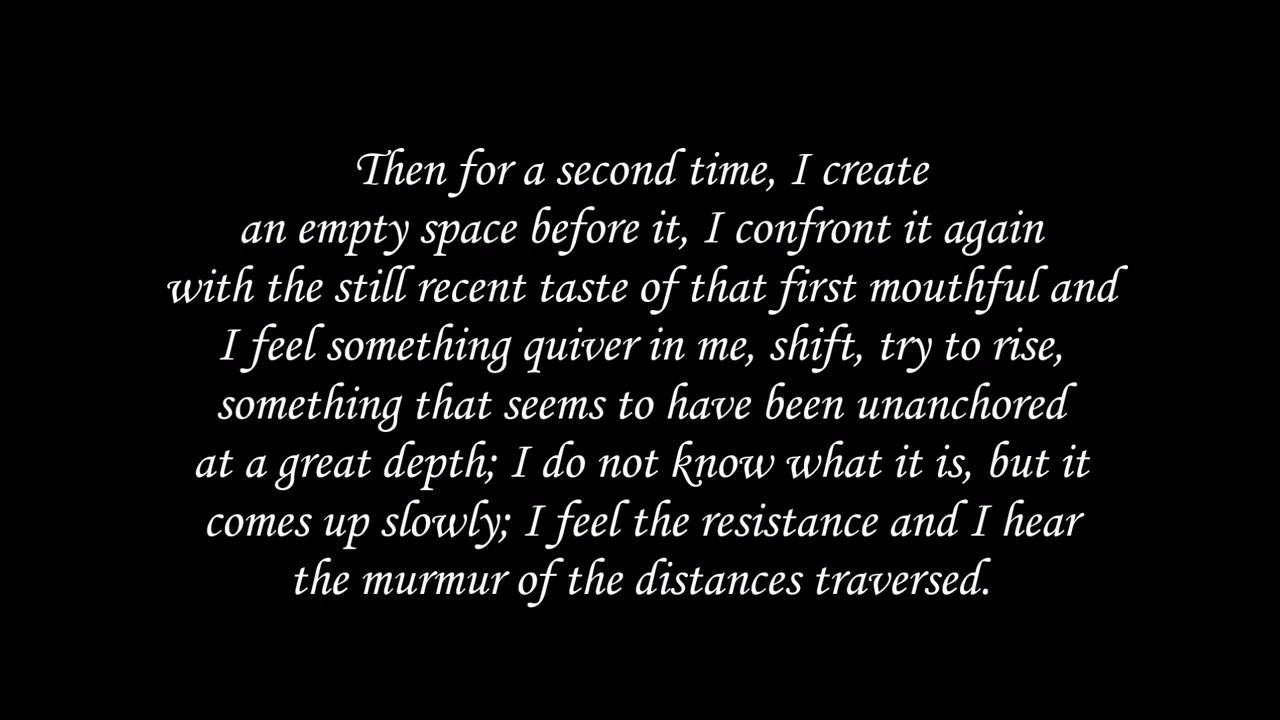 Then for a second time, I create
an empty space before it, I confront it again
with the still recent taste of that first mouthful and
I feel something quiver in me, shift, try to rise,
something that seems to have been unanchored
at a great depth; I do not know what it is, but it
comes up slowly; I feel the resistance and I hear
the murmur of the distances traversed.